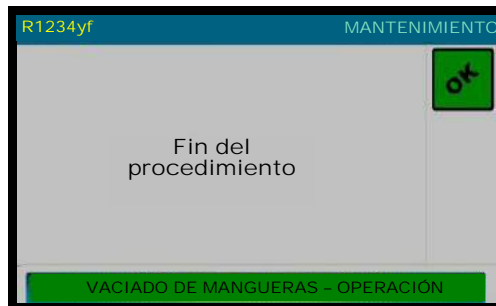 R1234yf
MANTENIMIENTO
OK
Fin del
procedimiento
VACIADO DE MANGUERAS – OPERACIÓN